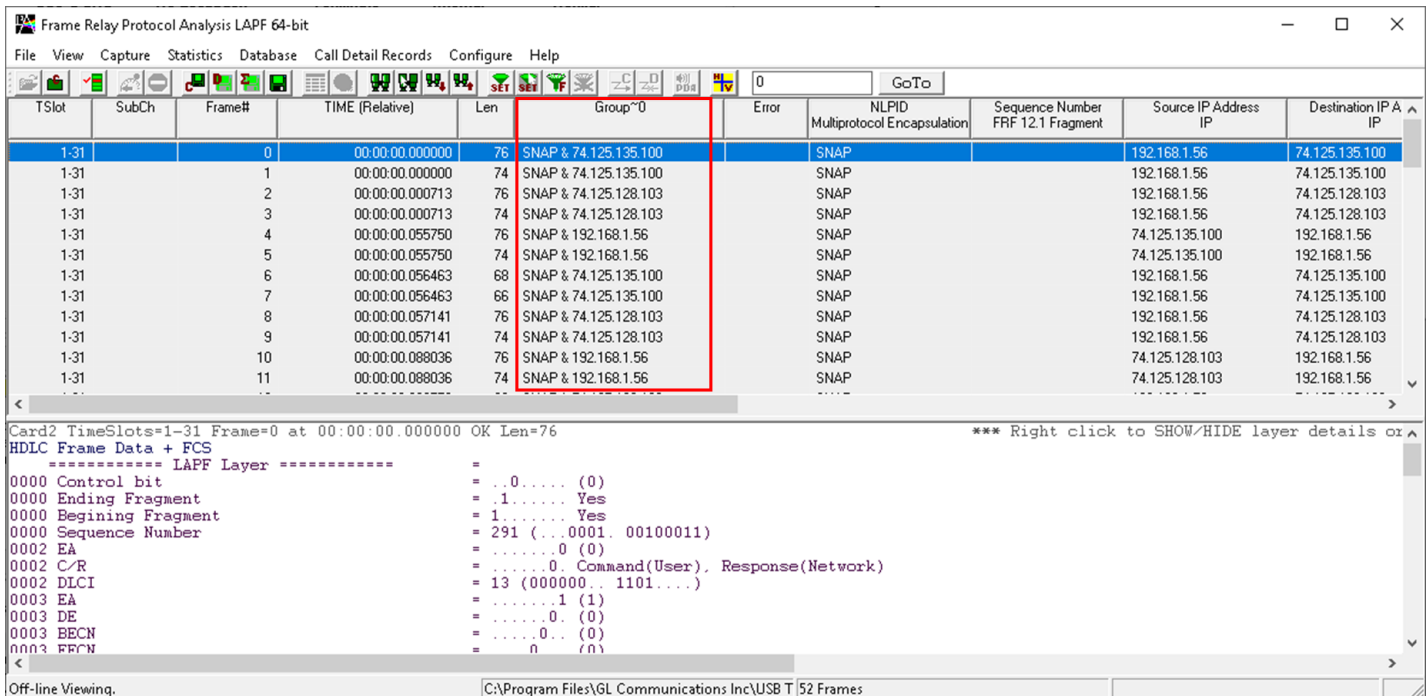 Frame Relay Protocol Analysis LAPF 64-bit
File View Capture Statistics Database Call Detail Records Configure Help
SET SET F C D PDA H V 0 GoTo
TSlot SubCh Frame# TIME (Relative) Len Group~0 Error NLPID Sequence Number Source IP Address Destination IP A
Multiprotocol Encapsulation FRF 12.1 Fragment IP IP
1-31 0 00:00:00.000000 76 SNAP & 74.125.135.100 SNAP 192.168.1.56 74.125.135.100
1-31 1 00:00:00.000000 74 SNAP & 74.125.135.100 SNAP 192.168.1.56 74.125.135.100
1-31 2 00:00:00.000713 76 SNAP & 74.125.128.103 SNAP 192.168.1.56 74.125.128.103
1-31 3 00:00:00.000713 74 SNAP & 74.125.128.103 SNAP 192.168.1.56 74.125.128.103
1-31 4 00:00:00.055750 76 SNAP & 192.168.1.56 SNAP 74.125.135.100 192.168.1.56
1-31 5 00:00:00.055750 74 SNAP & 192.168.1.56 SNAP 74.125.135.100 192.168.1.56
1-31 6 00:00:00.056463 68 SNAP & 74.125.135.100 SNAP 192.168.1.56 74.125.135.100
1-31 7 00:00:00.056463 66 SNAP & 74.125.135.100 SNAP 192.168.1.56 74.125.135.100
1-31 8 00:00:00.057141 76 SNAP & 74.125.128.103 SNAP 192.168.1.56 74.125.128.103
1-31 9 00:00:00.057141 74 SNAP & 74.125.128.103 SNAP 192.168.1.56 74.125.128.103
1-31 10 00:00:00.088036 76 SNAP & 192.168.1.56 SNAP 74.125.128.103 192.168.1.56
1-31 11 00:00:00.088036 74 SNAP & 192.168.1.56 SNAP 74.125.128.103 192.168.1.56
Card2 TimeSlots=1-31 Frame=0 at 00:00:00.000000 OK Len=76 *** Right click to SHOW/HIDE layer details or
HDLC Frame Data + FCS
============ LAPF Layer ============ =
0000 Control bit = ..0..... (0)
0000 Ending Fragment = .1...... Yes
0000 Begining Fragment = 1....... Yes
0000 Sequence Number = 291 (...0001. 00100011)
0002 EA = .......0 (0)
0002 C/R = ......0. Command(User), Response(Network)
0002 DLCI = 13 (000000.. 1101....)
0003 EA = .......1 (1)
0003 DE = ......0. (0)
0003 BECN = .....0.. (0)
0003 FECN = ....0... (0)
Off-line Viewing. C:\Program Files\GL Communications Inc\USB T 52 Frames